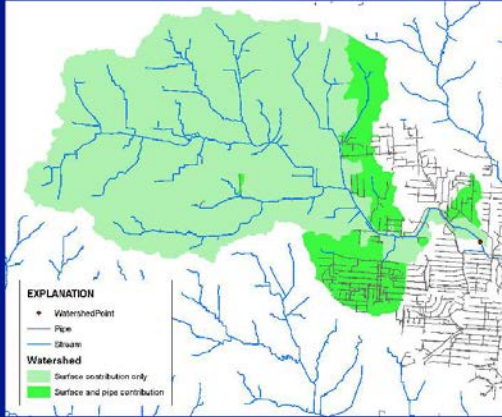 EXPLANATION
WatershedPoint
Pipe
Stream
Watershed
Surface contribution only
Surface and pipe contribution